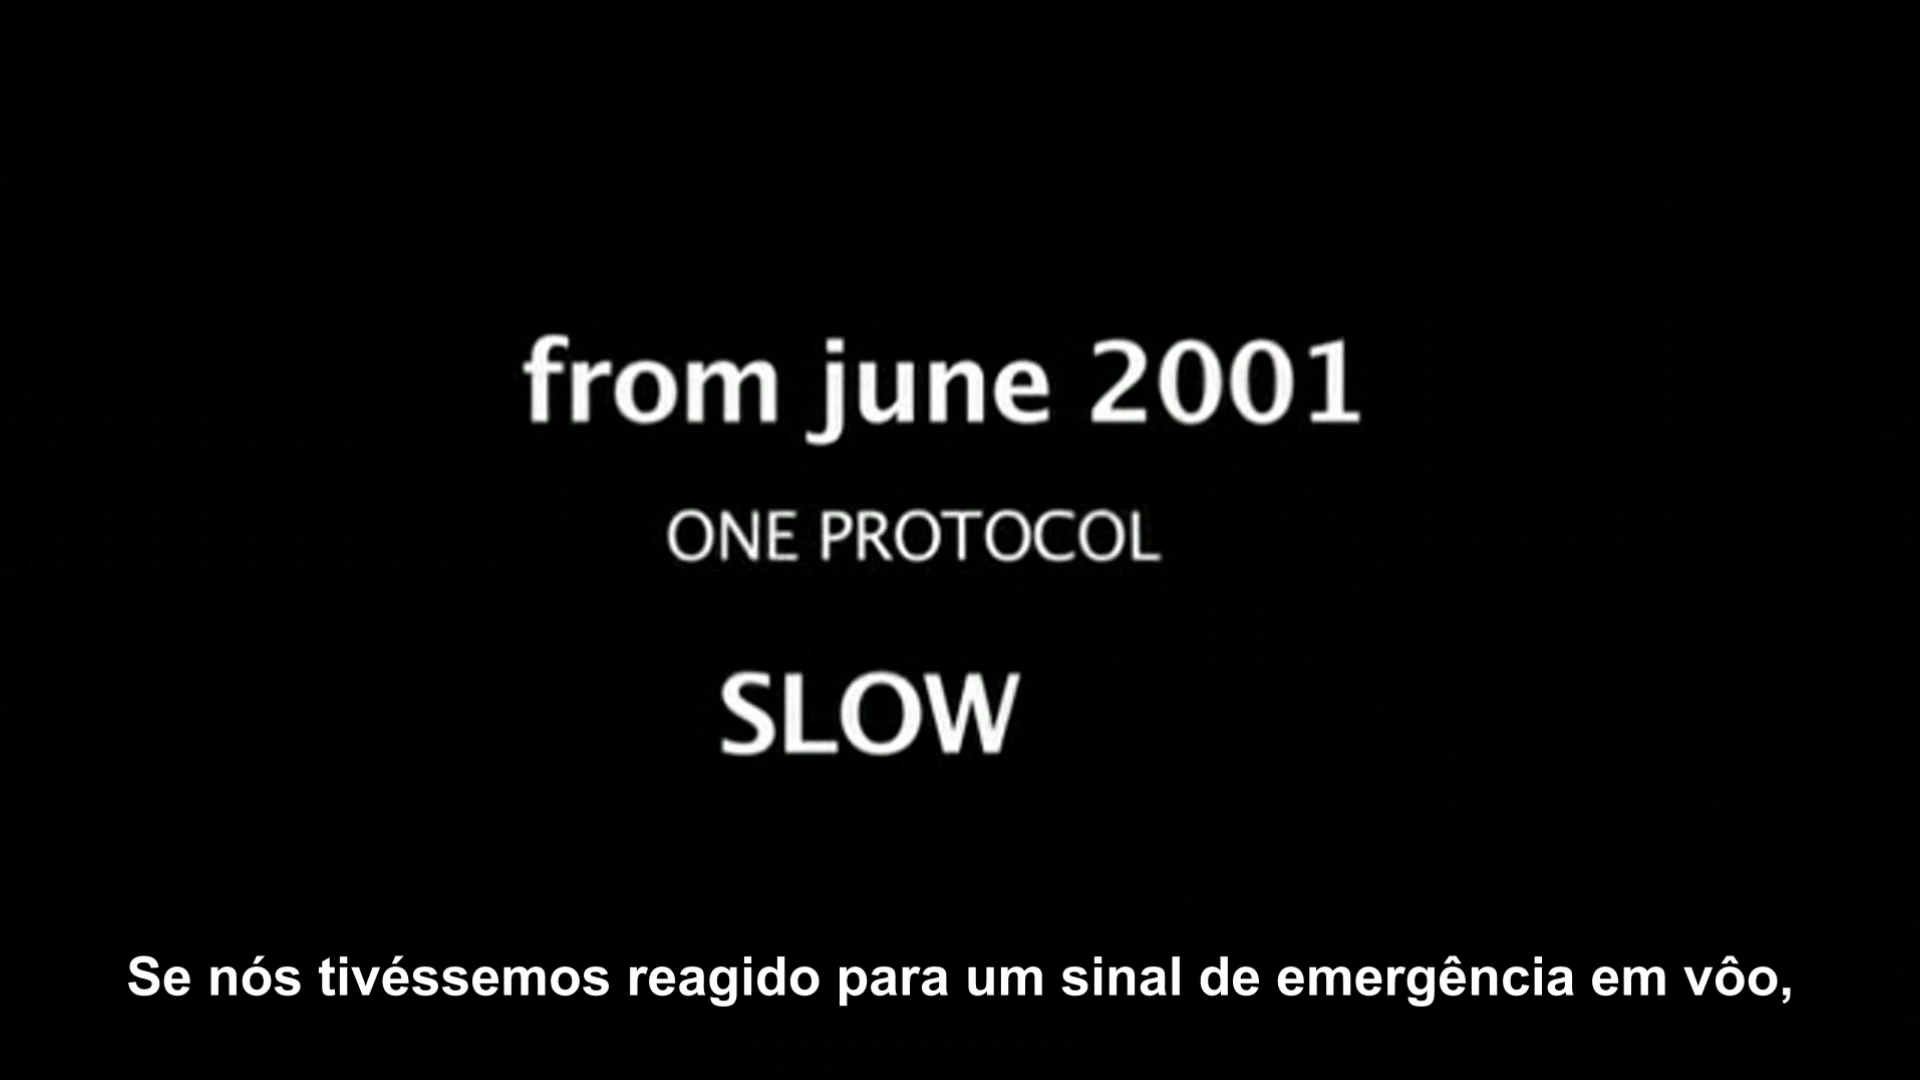 from june 2001
ONE PROTOCOL
SLOW
Se nós tivéssemos reagido para um sinal de emergência em vôo,